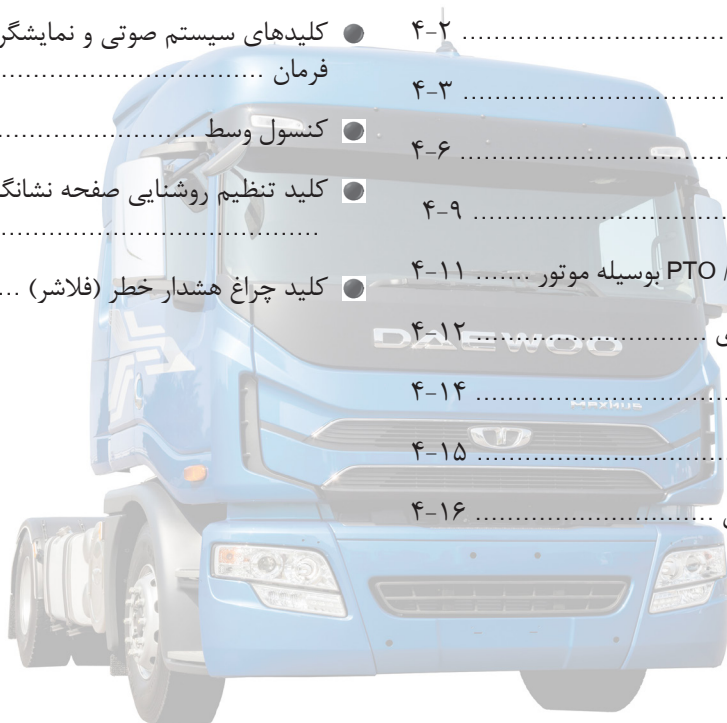 ................................ ۴-۲
................................ ۴-۳
................................ ۴-۶
................................ ۴-۹
PTO / بوسیله موتور ....... ۴-۱۱
ی ........................... ۴-۱۲
................................ ۴-۱۴
................................ ۴-۱۵
............................. ۴-۱۶
● کلیدهای سیستم صوتی و نمایشگر
فرمان ................................
● کنسول وسط .............................
● کلید تنظیم روشنایی صفحه نشانگ
......................................
● کلید چراغ هشدار خطر (فلاشر) ...
DAEWOO
MAXIMUS